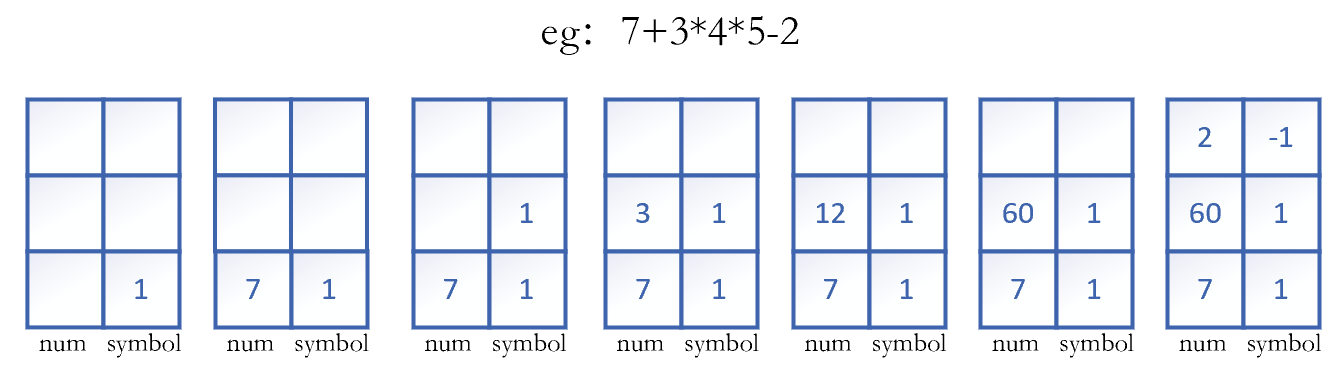 eg: 7+3*4*5-2
2 -1
1 3 1 12 1 60 1 60 1
1 7 1 7 1 7 1 7 1 7 1 7 1
num symbol num symbol num symbol num symbol num symbol num symbol num symbol